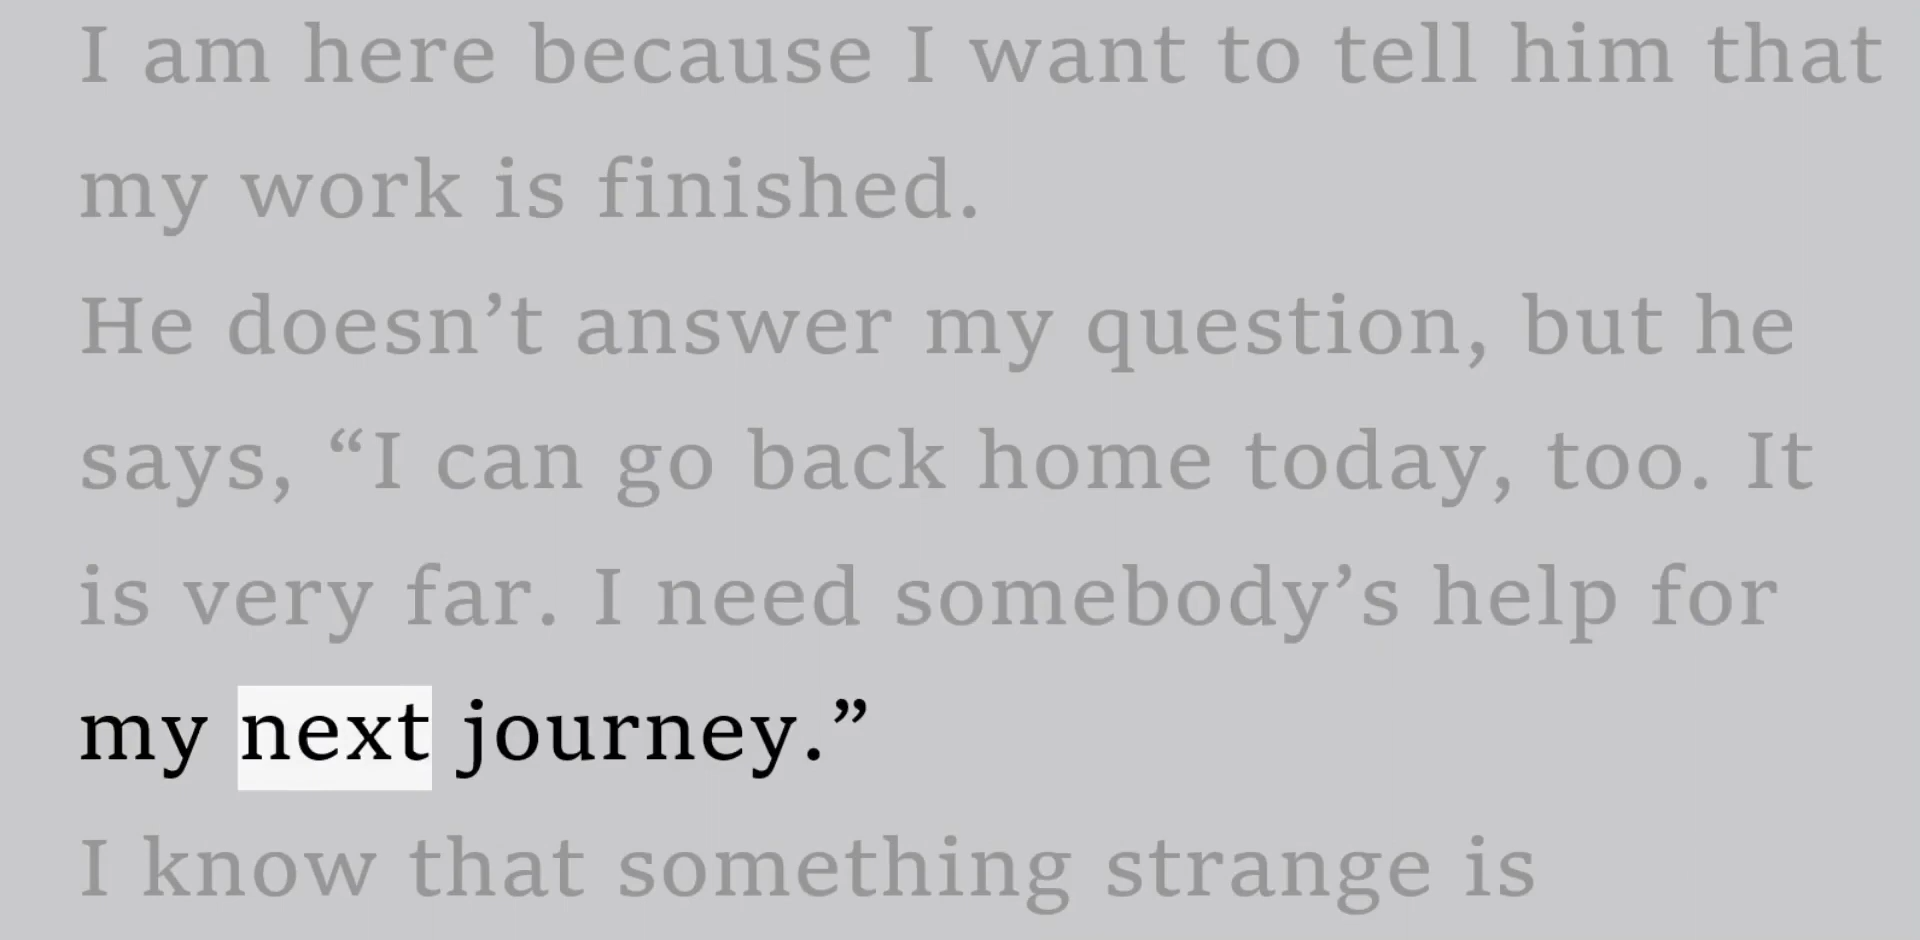 I am here because I want to tell him that
my work is finished.
He doesn’t answer my question, but he
says, “I can go back home today, too. It
is very far. I need somebody’s help for
my next journey.”
I know that something strange is